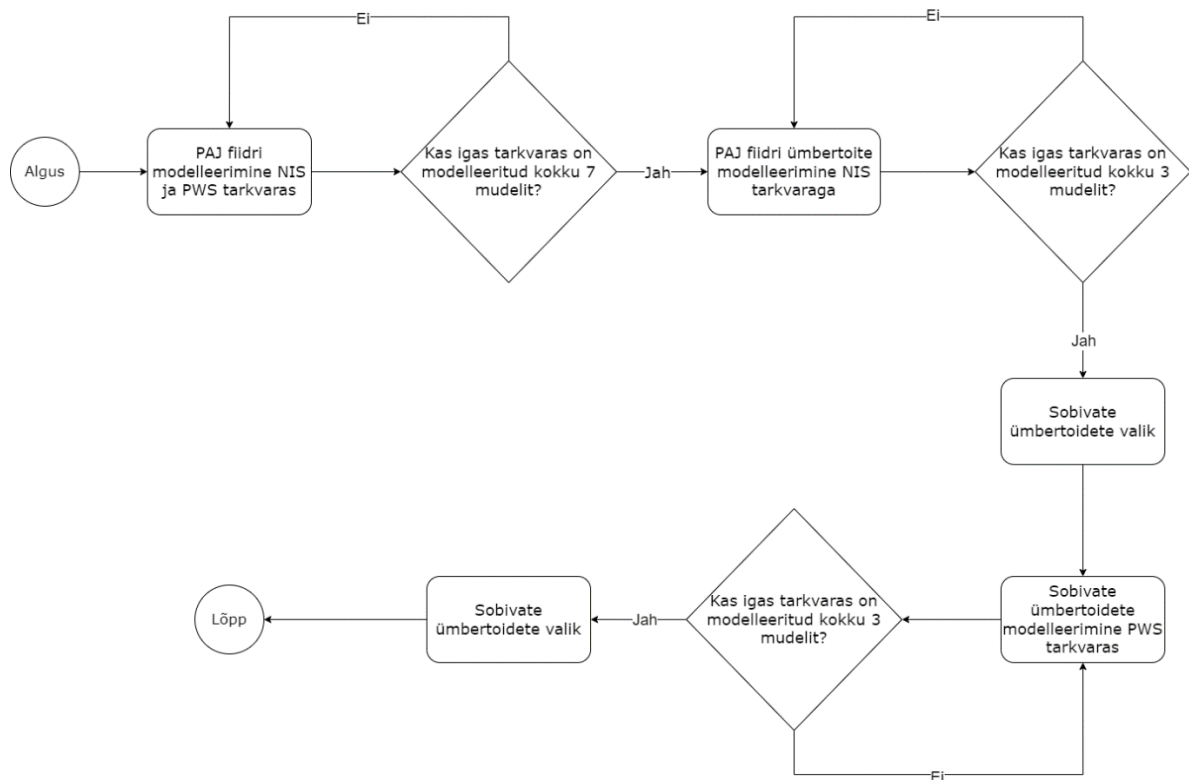 Ei
Ei
Algus
PAJ fiidri
modelleerimine NIS
ja PWS tarkvaras
Kas igas tarkvaras on
modelleeritud kokku 7
mudelit?
Jah
PAJ fiidri ümbertoite
modelleerimine NIS
tarkvaraga
Kas igas tarkvaras on
modelleeritud kokku 3
mudelit?
Jah
Sobivate
ümbertoidete valik
Sobivate
ümbertoidete
modelleerimine PWS
tarkvaras
Kas igas tarkvaras on
modelleeritud kokku 3
mudelit?
Jah
Sobivate
ümbertoidete valik
Lõpp
Ei